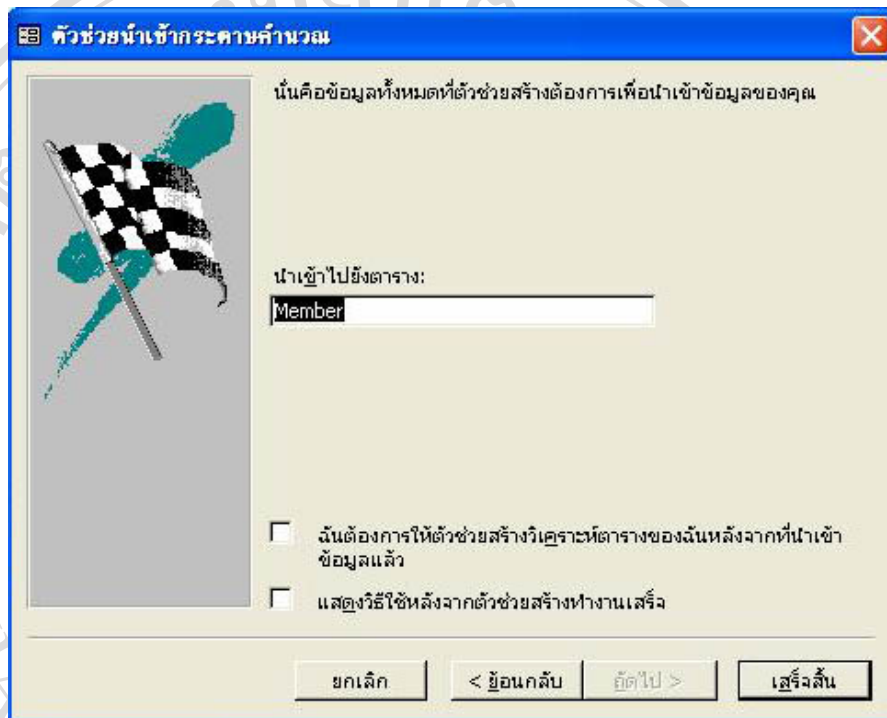 ตัวช่วยนำเข้ากระดาษคำนวณ
นั่นคือข้อมูลทั้งหมดที่ตัวช่วยสร้างต้องการเพื่อนำเข้าข้อมูลของคุณ
นำเข้าไปยังตาราง:
Member
ฉันต้องการให้ตัวช่วยสร้างวิเคราะห์ตารางของฉันหลังจากที่นำเข้า
ข้อมูลแล้ว
แสดงวิธีใช้หลังจากตัวช่วยสร้างทำงานเสร็จ
ยกเลิก
< ย้อนกลับ
ถัดไป >
เสร็จสิ้น